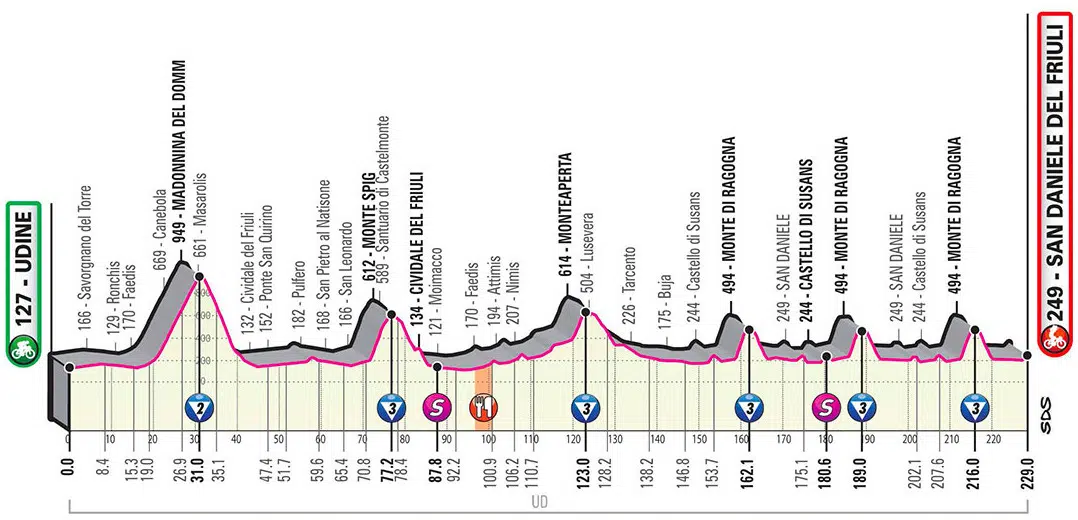 127 - UDINE
166 - Savorgnano del Torre
129 - Ronchis
170 - Faedis
669 - Canebola
949 - MADONNINA DEL DOMM
661 - Masarolis
132 - Cividale del Friuli
152 - Ponte San Quirino
182 - Pulfero
168 - San Pietro al Natisone
166 - San Leonardo
612 - MONTE SPIG
589 - Santuario di Castelmonte
134 - CIVIDALE DEL FRIULI
121 - Moimacco
170 - Faedis
194 - Attimis
207 - Nimis
614 - MONTEAPERTA
504 - Lusevera
226 - Tarcento
175 - Buja
244 - Castello di Susans
494 - MONTE DI RAGOGNA
249 - SAN DANIELE
244 - CASTELLO DI SUSANS
494 - MONTE DI RAGOGNA
249 - SAN DANIELE
244 - Castello di Susans
494 - MONTE DI RAGOGNA
249 - SAN DANIELE DEL FRIULI
800
600
400
200
0
2 3 S 3 3 S 3 3
0 10 20 30 40 50 60 70 80 90 100 110 120 130 140 150 160 170 180 190 200 210 220
SDS
0.0 8.4 15.3 19.0 26.9 31.0 35.1 47.4 51.7 59.6 65.4 70.8 77.2 78.4 87.8 92.2 100.9 106.2 110.7 123.0 128.2 138.2 146.8 153.7 162.1 175.1 180.6 189.0 202.1 207.6 216.0 229.0
UD